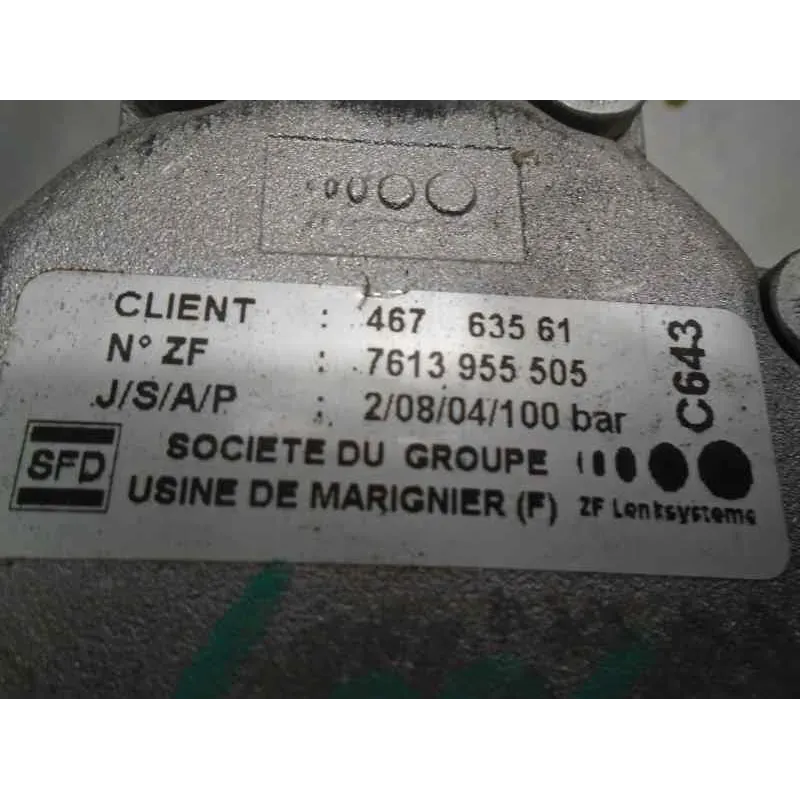 CLIENT : 467 635 61
N° ZF : 7613 955 505
J/S/A/P : 2/08/04/100 bar
C643
SFD
SOCIETE DU GROUPE
USINE DE MARIGNIER (F)
ZF Lenksysteme